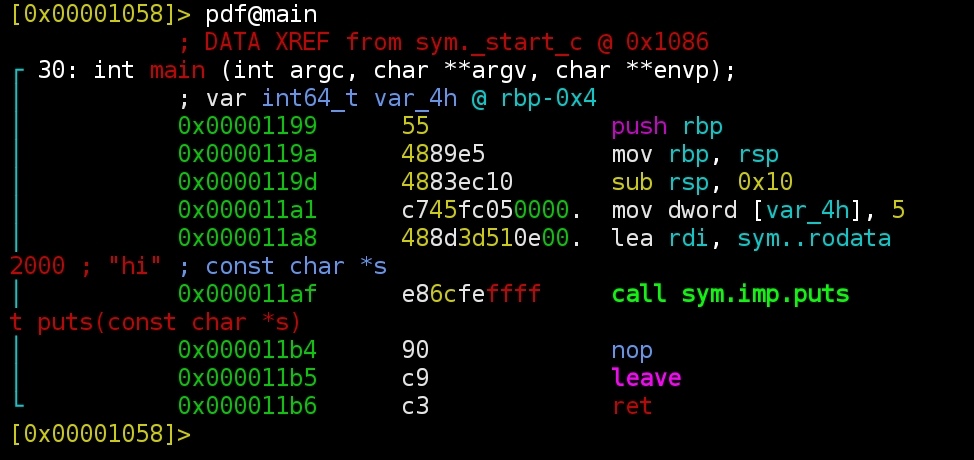 [0x00001058]> pdf@main
; DATA XREF from sym._start_c @ 0x1086
30: int main (int argc, char **argv, char **envp);
; var int64_t var_4h @ rbp-0x4
0x00001199 55 push rbp
0x0000119a 4889e5 mov rbp, rsp
0x0000119d 4883ec10 sub rsp, 0x10
0x000011a1 c745fc050000. mov dword [var_4h], 5
0x000011a8 488d3d510e00. lea rdi, sym..rodata
2000 ; "hi" ; const char *s
0x000011af e86cfeffff call sym.imp.puts
t puts(const char *s)
0x000011b4 90 nop
0x000011b5 c9 leave
0x000011b6 c3 ret
[0x00001058]>